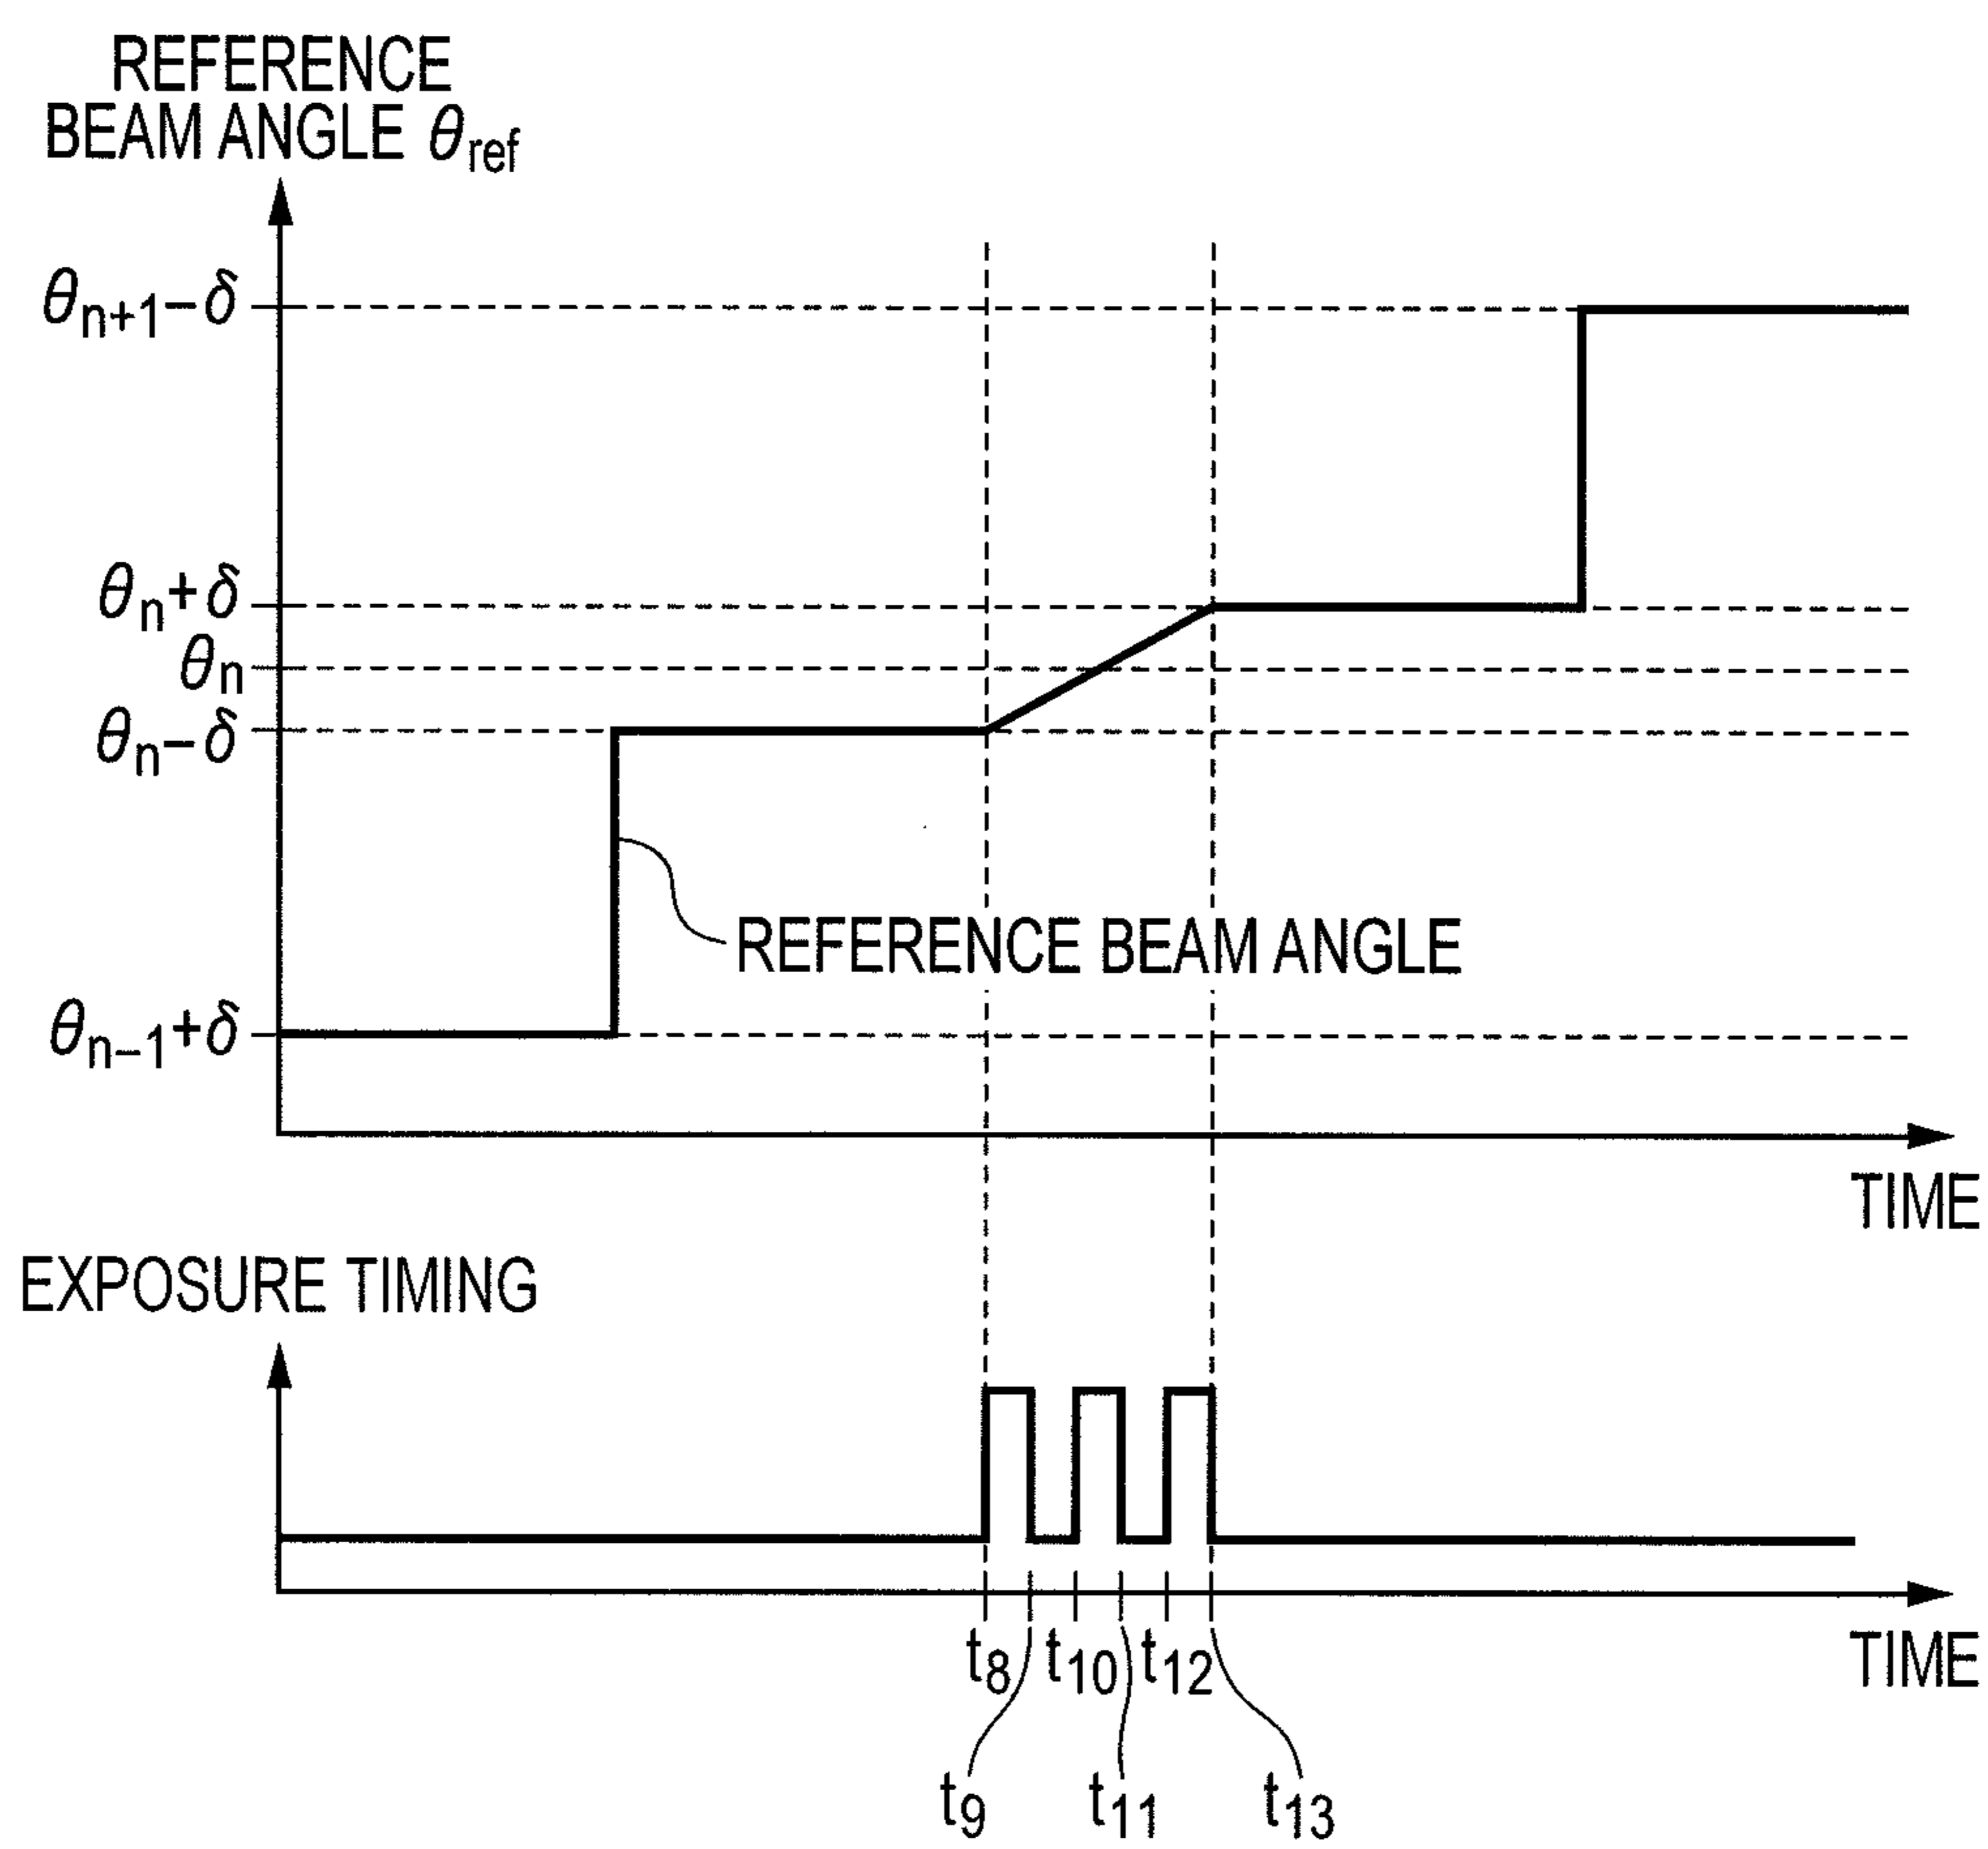 REFERENCE
BEAM ANGLE θref
θn+1−δ
θn+δ
θn
θn−δ
REFERENCE BEAM ANGLE
θn−1+δ
TIME
EXPOSURE TIMING
t8 t10 t12
TIME
t9 t11 t13